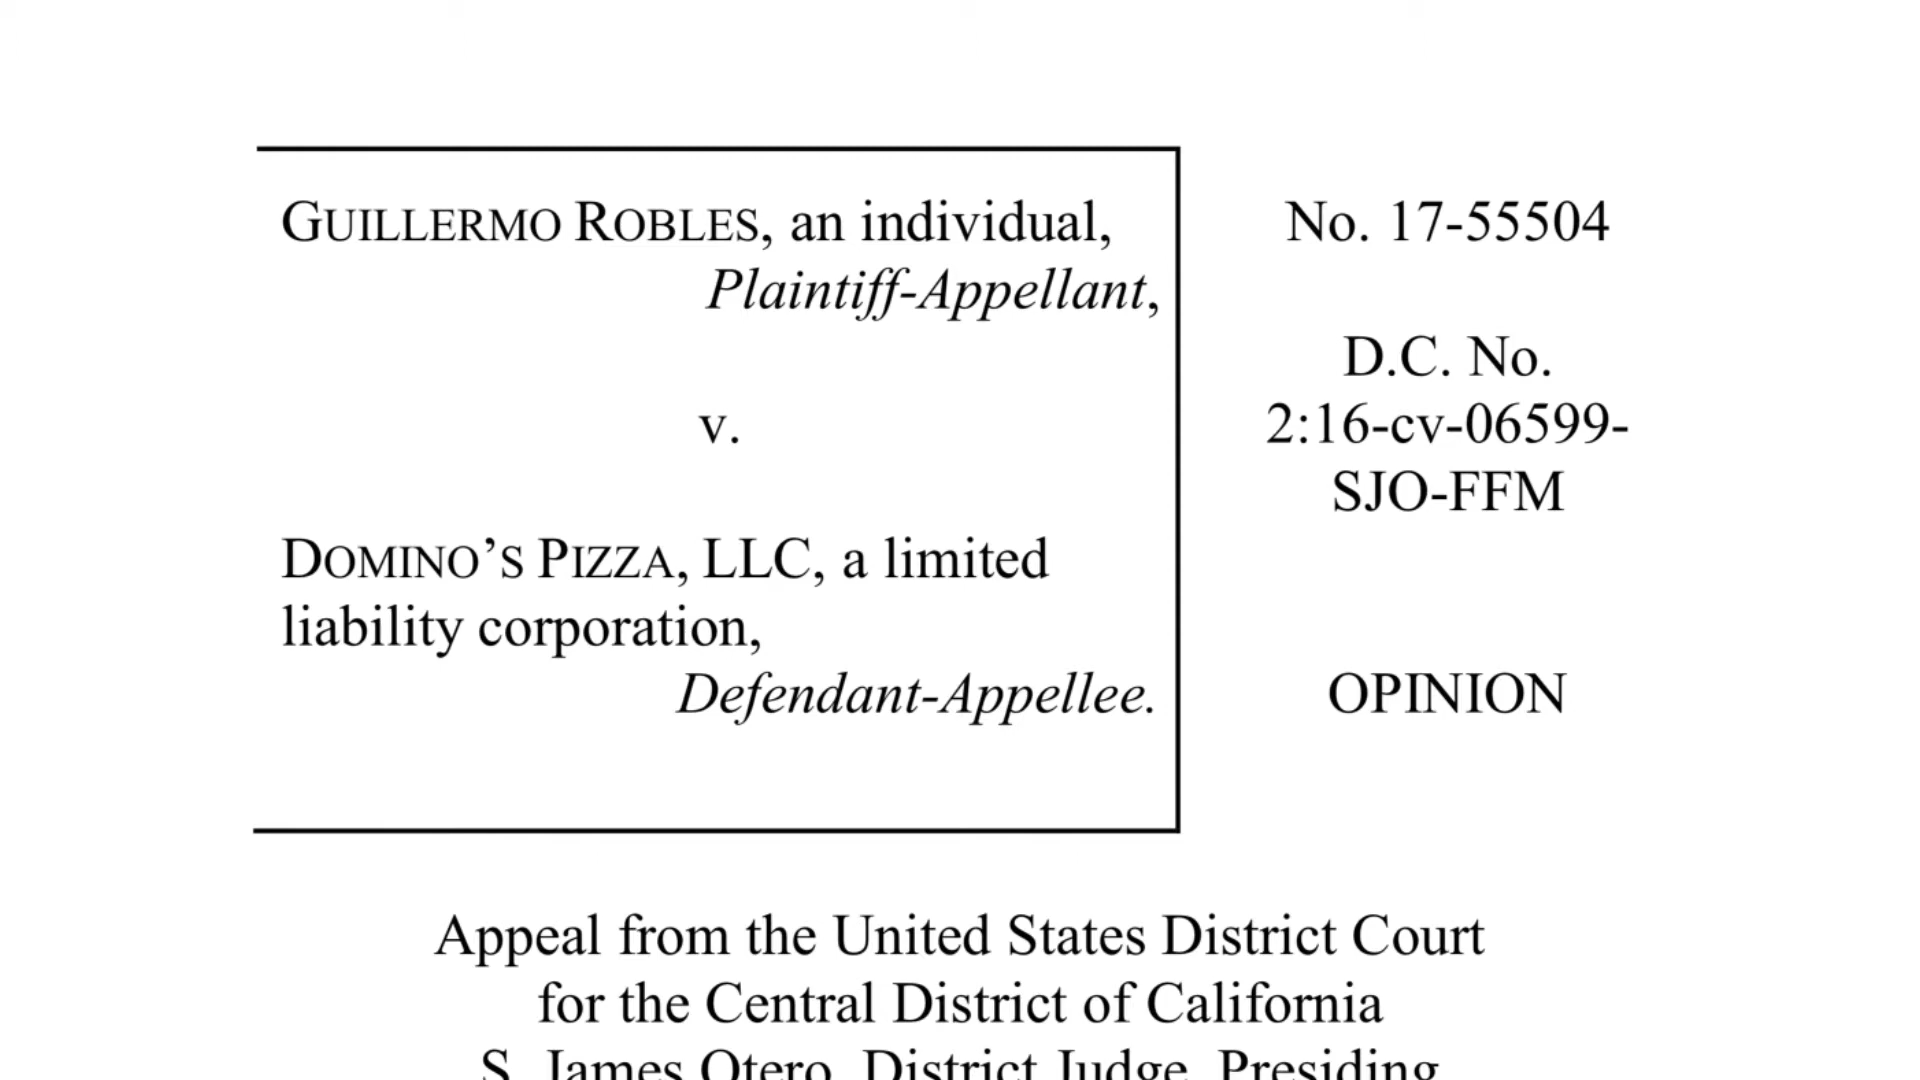 GUILLERMO ROBLES, an individual,
Plaintiff-Appellant,
v.
DOMINO’S PIZZA, LLC, a limited
liability corporation,
Defendant-Appellee.
No. 17-55504
D.C. No.
2:16-cv-06599-
SJO-FFM
OPINION
Appeal from the United States District Court
for the Central District of California
S. James Otero, District Judge, Presiding